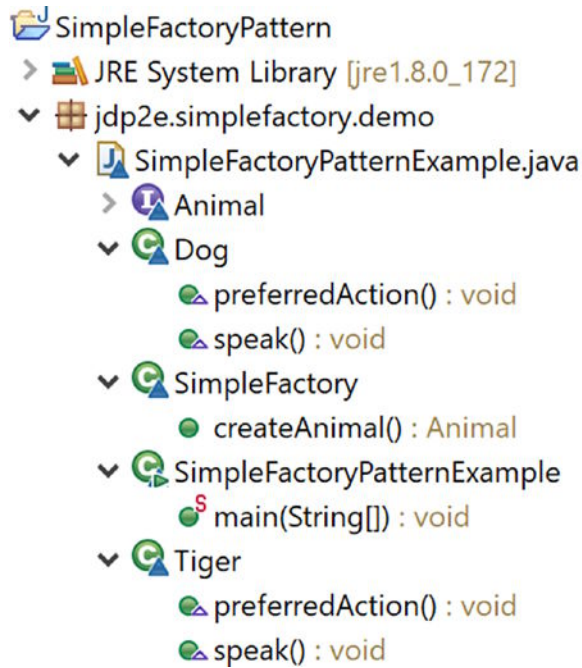 SimpleFactoryPattern
JRE System Library [jre1.8.0_172]
jdp2e.simplefactory.demo
SimpleFactoryPatternExample.java
Animal
Dog
preferredAction() : void
speak() : void
SimpleFactory
createAnimal() : Animal
SimpleFactoryPatternExample
main(String[]) : void
Tiger
preferredAction() : void
speak() : void